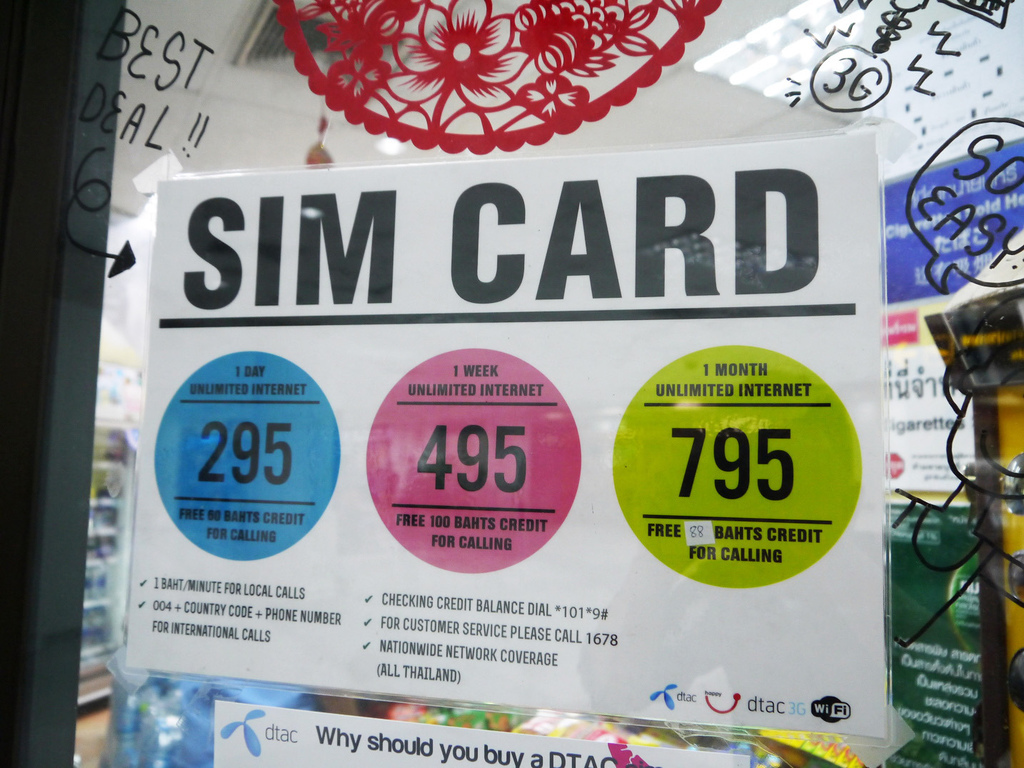 BEST
DEAL!!
3G
SO
EASY
SIM CARD
1 DAY
UNLIMITED INTERNET
295
FREE 60 BAHTS CREDIT
FOR CALLING
1 WEEK
UNLIMITED INTERNET
495
FREE 100 BAHTS CREDIT
FOR CALLING
1 MONTH
UNLIMITED INTERNET
795
FREE 88 BAHTS CREDIT
FOR CALLING
✓ 1 BAHT/MINUTE FOR LOCAL CALLS
✓ 004 + COUNTRY CODE + PHONE NUMBER
FOR INTERNATIONAL CALLS
✓ CHECKING CREDIT BALANCE DIAL *101*9#
✓ FOR CUSTOMER SERVICE PLEASE CALL 1678
✓ NATIONWIDE NETWORK COVERAGE
(ALL THAILAND)
dtac happy dtac 3G WiFi
dtac Why should you buy a DTAC